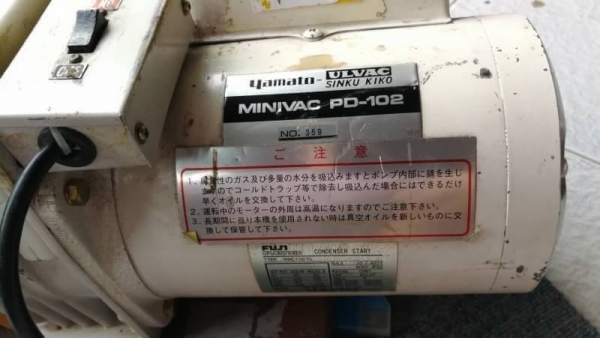 yamato- ULVAC
SINKU KIKO
MINIVAC PD-102
NO. 359
ご注意
1. 腐食性のガス及び多量の水分を吸込みますとポンプ内部に錆を生じ
ますのでコールドトラップ等で除去し吸込んだ場合にはできるだけ
早くオイルを交換して下さい。
2. 運転中のモーターの外周は高温になりますのでご注意下さい。
3. 長期間に亘り本機を使用されない時は真空オイルを新しいものに交
換して保管して下さい。
FUJI
CONDENSER START